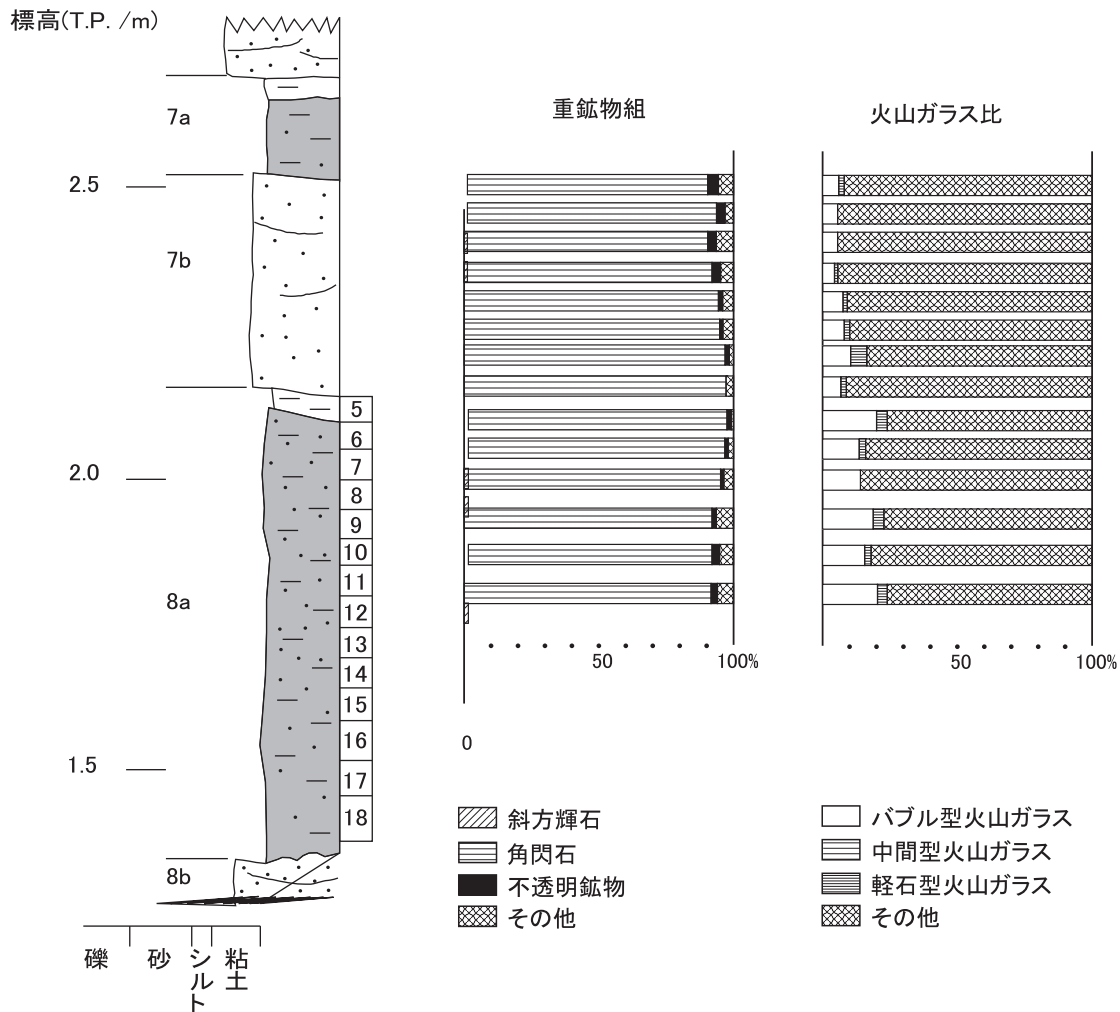 標高(T.P. /m)
7a
2.5
7b
2.0
8a
1.5
8b
5
6
7
8
9
10
11
12
13
14
15
16
17
18
礫
砂
シルト
粘土
重鉱物組
50
100%
0
斜方輝石
角閃石
不透明鉱物
その他
火山ガラス比
50
100%
バブル型火山ガラス
中間型火山ガラス
軽石型火山ガラス
その他